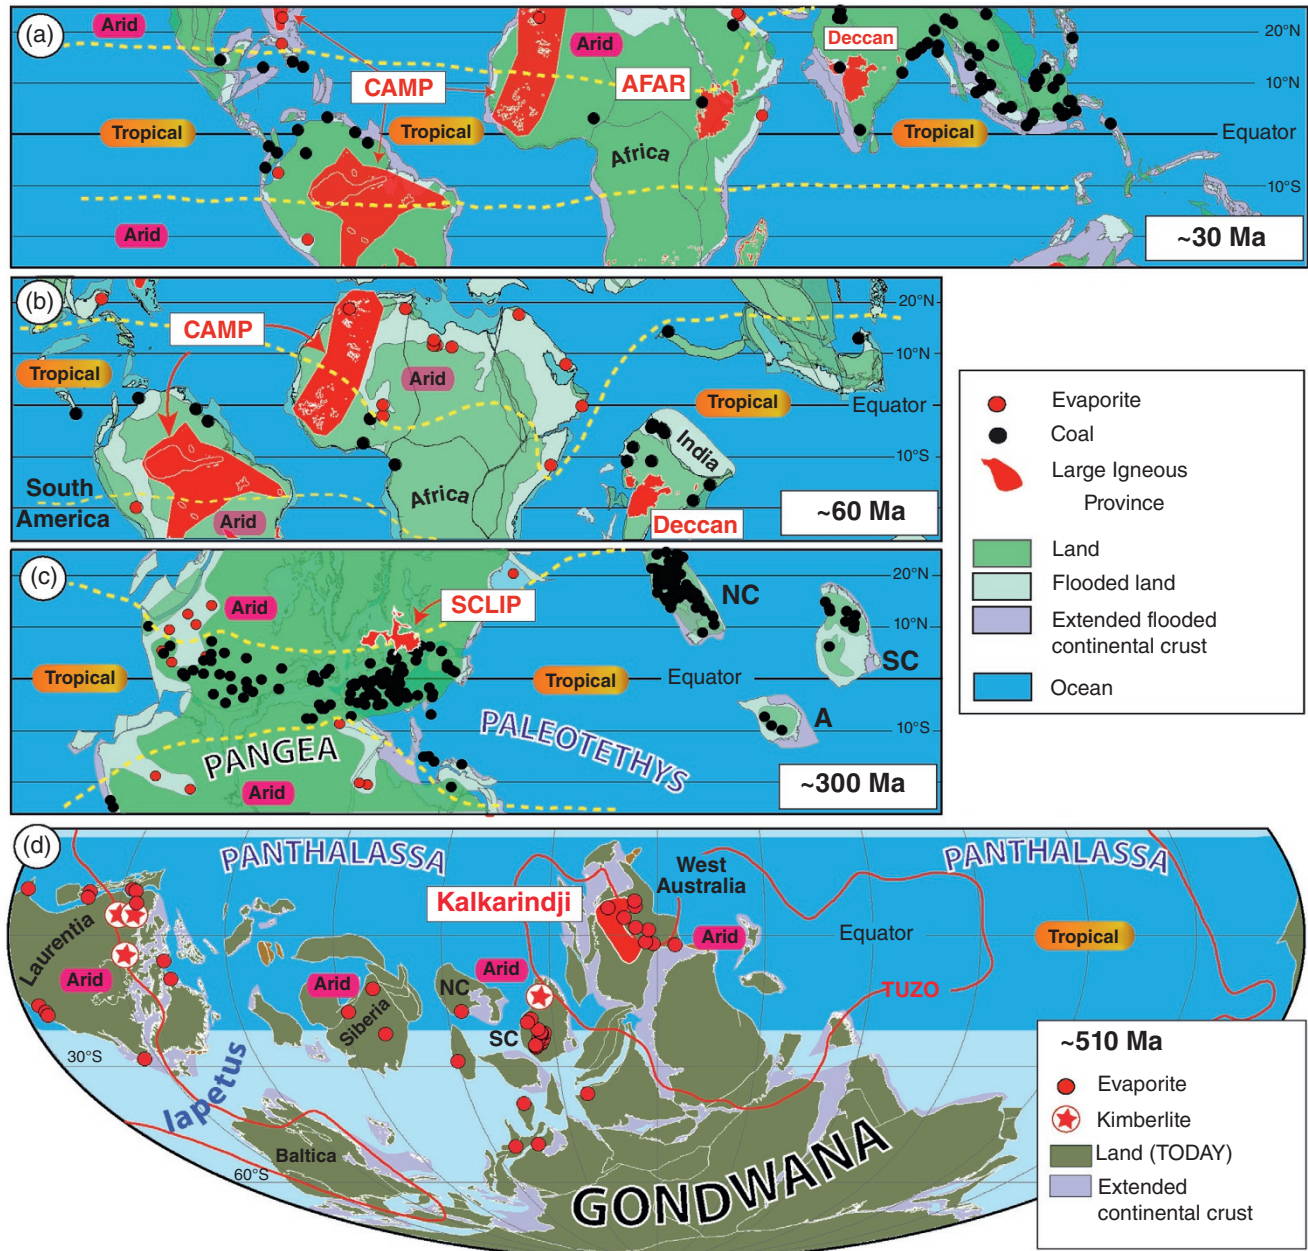 (a)
Arid
CAMP
Arid
AFAR
Deccan
20°N
10°N
Tropical
Tropical
Africa
Tropical
Equator
10°S
Arid
~30 Ma
(b)
CAMP
20°N
10°N
Tropical
Arid
Tropical
Equator
India
10°S
South
America
Arid
Africa
Deccan
~60 Ma
(c)
Arid
SCLIP
NC
20°N
10°N
SC
Tropical
Tropical
Equator
A
10°S
PANGEA
PALEOTETHYS
Arid
~300 Ma
Evaporite
Coal
Large Igneous
Province
Land
Flooded land
Extended flooded
continental crust
Ocean
(d)
PANTHALASSA
West
Australia
PANTHALASSA
Kalkarindji
Laurentia
Arid
Arid
Siberia
NC
Arid
SC
Arid
Equator
Tropical
TUZO
30°S
Iapetus
Baltica
60°S
GONDWANA
~510 Ma
Evaporite
Kimberlite
Land (TODAY)
Extended
continental crust